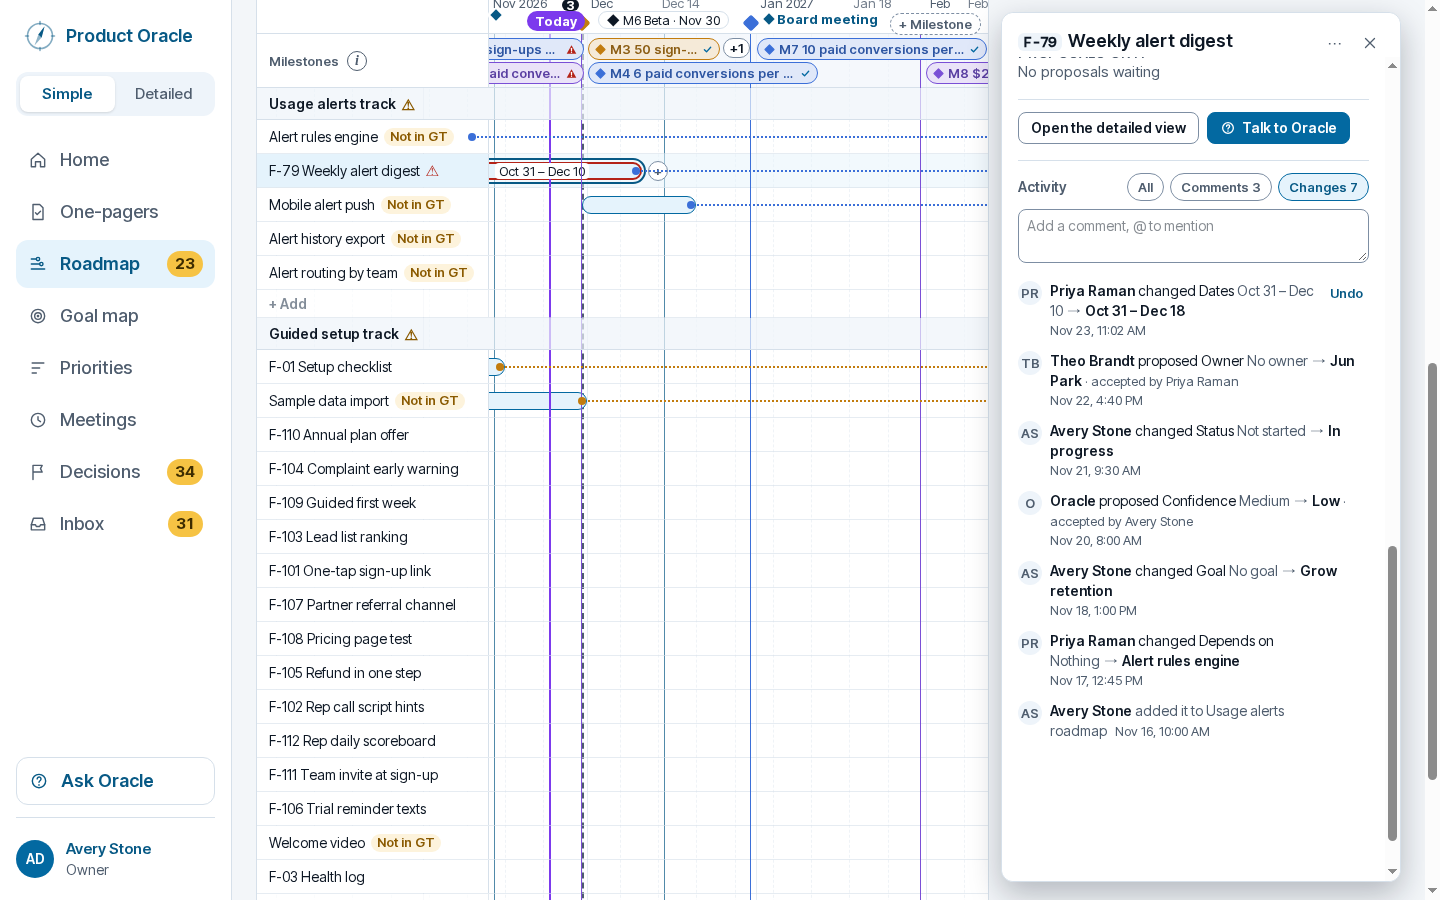 Product Oracle
Simple
Detailed
Home
One-pagers
Roadmap 23
Goal map
Priorities
Meetings
Decisions 34
Inbox 31
Ask Oracle
AD
Avery Stone
Owner
Nov 2026
3
Dec
Dec 14
Jan 2027
Jan 18
Feb
Feb
Today
M6 Beta · Nov 30
Board meeting
+ Milestone
Milestones i
sign-ups ...
M3 50 sign-...
+1
M7 10 paid conversions per...
aid conve...
M4 6 paid conversions per ...
M8 $2
Usage alerts track
Alert rules engine Not in GT
F-79 Weekly alert digest
Oct 31 – Dec 10
Mobile alert push Not in GT
Alert history export Not in GT
Alert routing by team Not in GT
+ Add
Guided setup track
F-01 Setup checklist
Sample data import Not in GT
F-110 Annual plan offer
F-104 Complaint early warning
F-109 Guided first week
F-103 Lead list ranking
F-101 One-tap sign-up link
F-107 Partner referral channel
F-108 Pricing page test
F-105 Refund in one step
F-102 Rep call script hints
F-112 Rep daily scoreboard
F-111 Team invite at sign-up
F-106 Trial reminder texts
Welcome video Not in GT
F-03 Health log
F-79 Weekly alert digest
No proposals waiting
Open the detailed view
Talk to Oracle
Activity
All
Comments 3
Changes 7
Add a comment, @ to mention
PR
Priya Raman changed Dates Oct 31 – Dec
10 → Oct 31 – Dec 18
Undo
Nov 23, 11:02 AM
TB
Theo Brandt proposed Owner No owner → Jun
Park · accepted by Priya Raman
Nov 22, 4:40 PM
AS
Avery Stone changed Status Not started → In
progress
Nov 21, 9:30 AM
O
Oracle proposed Confidence Medium → Low ·
accepted by Avery Stone
Nov 20, 8:00 AM
AS
Avery Stone changed Goal No goal → Grow
retention
Nov 18, 1:00 PM
PR
Priya Raman changed Depends on
Nothing → Alert rules engine
Nov 17, 12:45 PM
AS
Avery Stone added it to Usage alerts
roadmap Nov 16, 10:00 AM